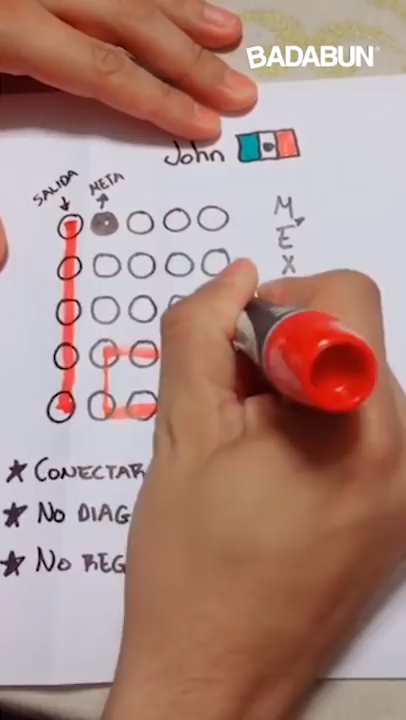 BADABUN
John
SALIDA
META
M
E
X
★ CONECTAR
★ NO DIAG
★ NO REG